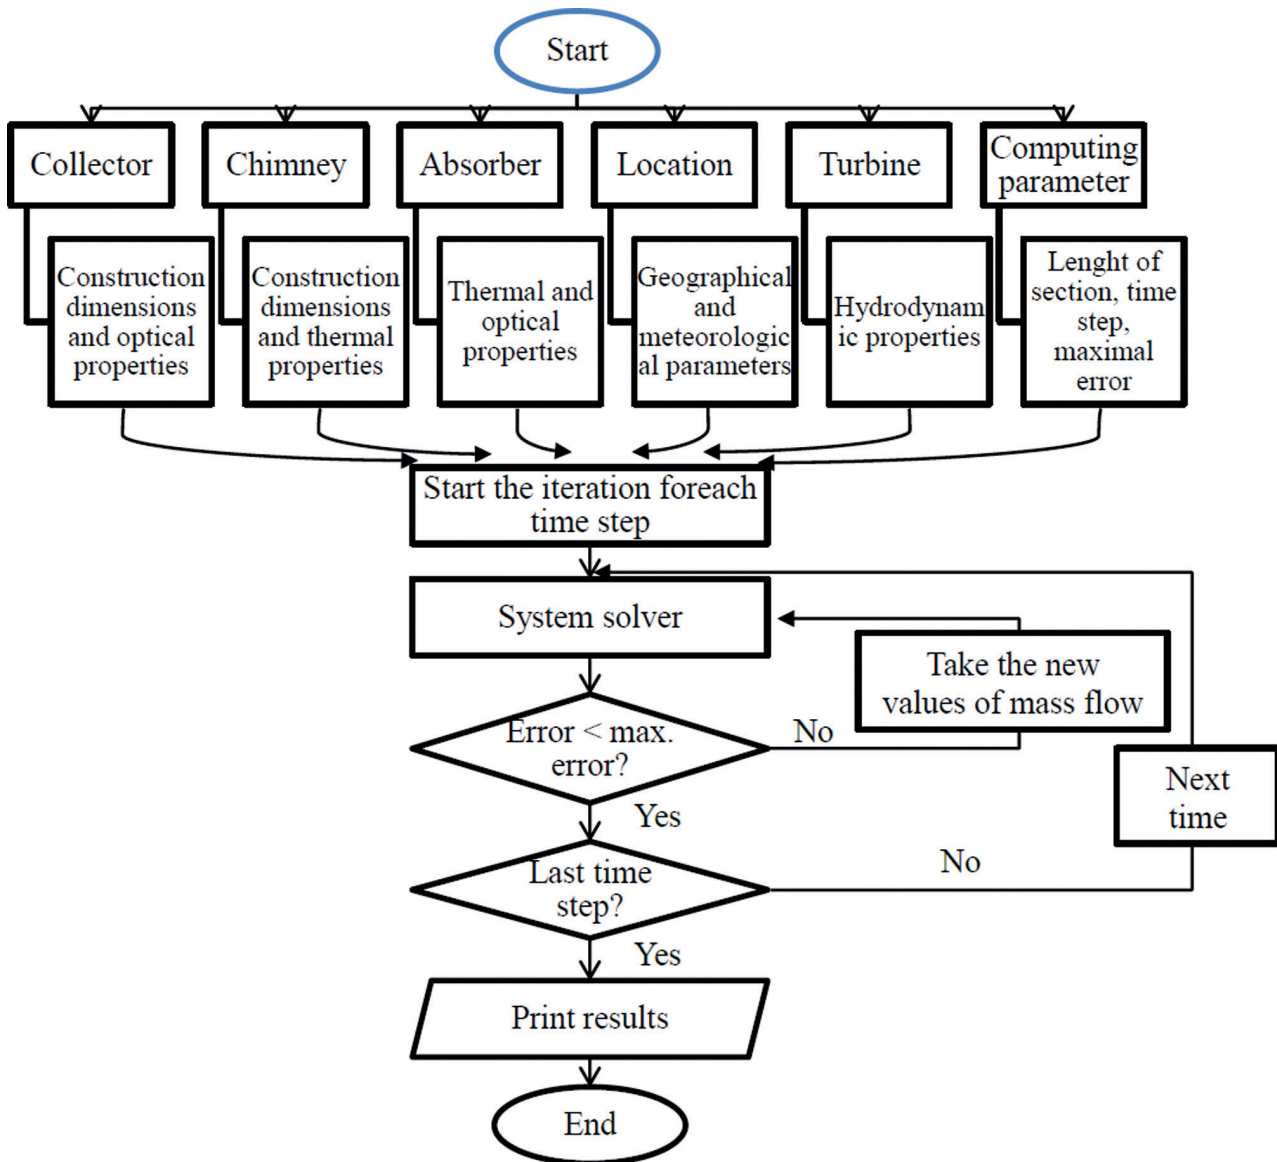 Start
Collector
Chimney
Absorber
Location
Turbine
Computing
parameter
Construction
dimensions
and optical
properties
Construction
dimensions
and thermal
properties
Thermal and
optical
properties
Geographical
and
meteorologic
al parameters
Hydrodynam
ic properties
Lenght of
section, time
step,
maximal
error
Start the iteration foreach
time step
System solver
Take the new
values of mass flow
Error < max.
error?
No
Yes
Next
time
Last time
step?
No
Yes
Print results
End